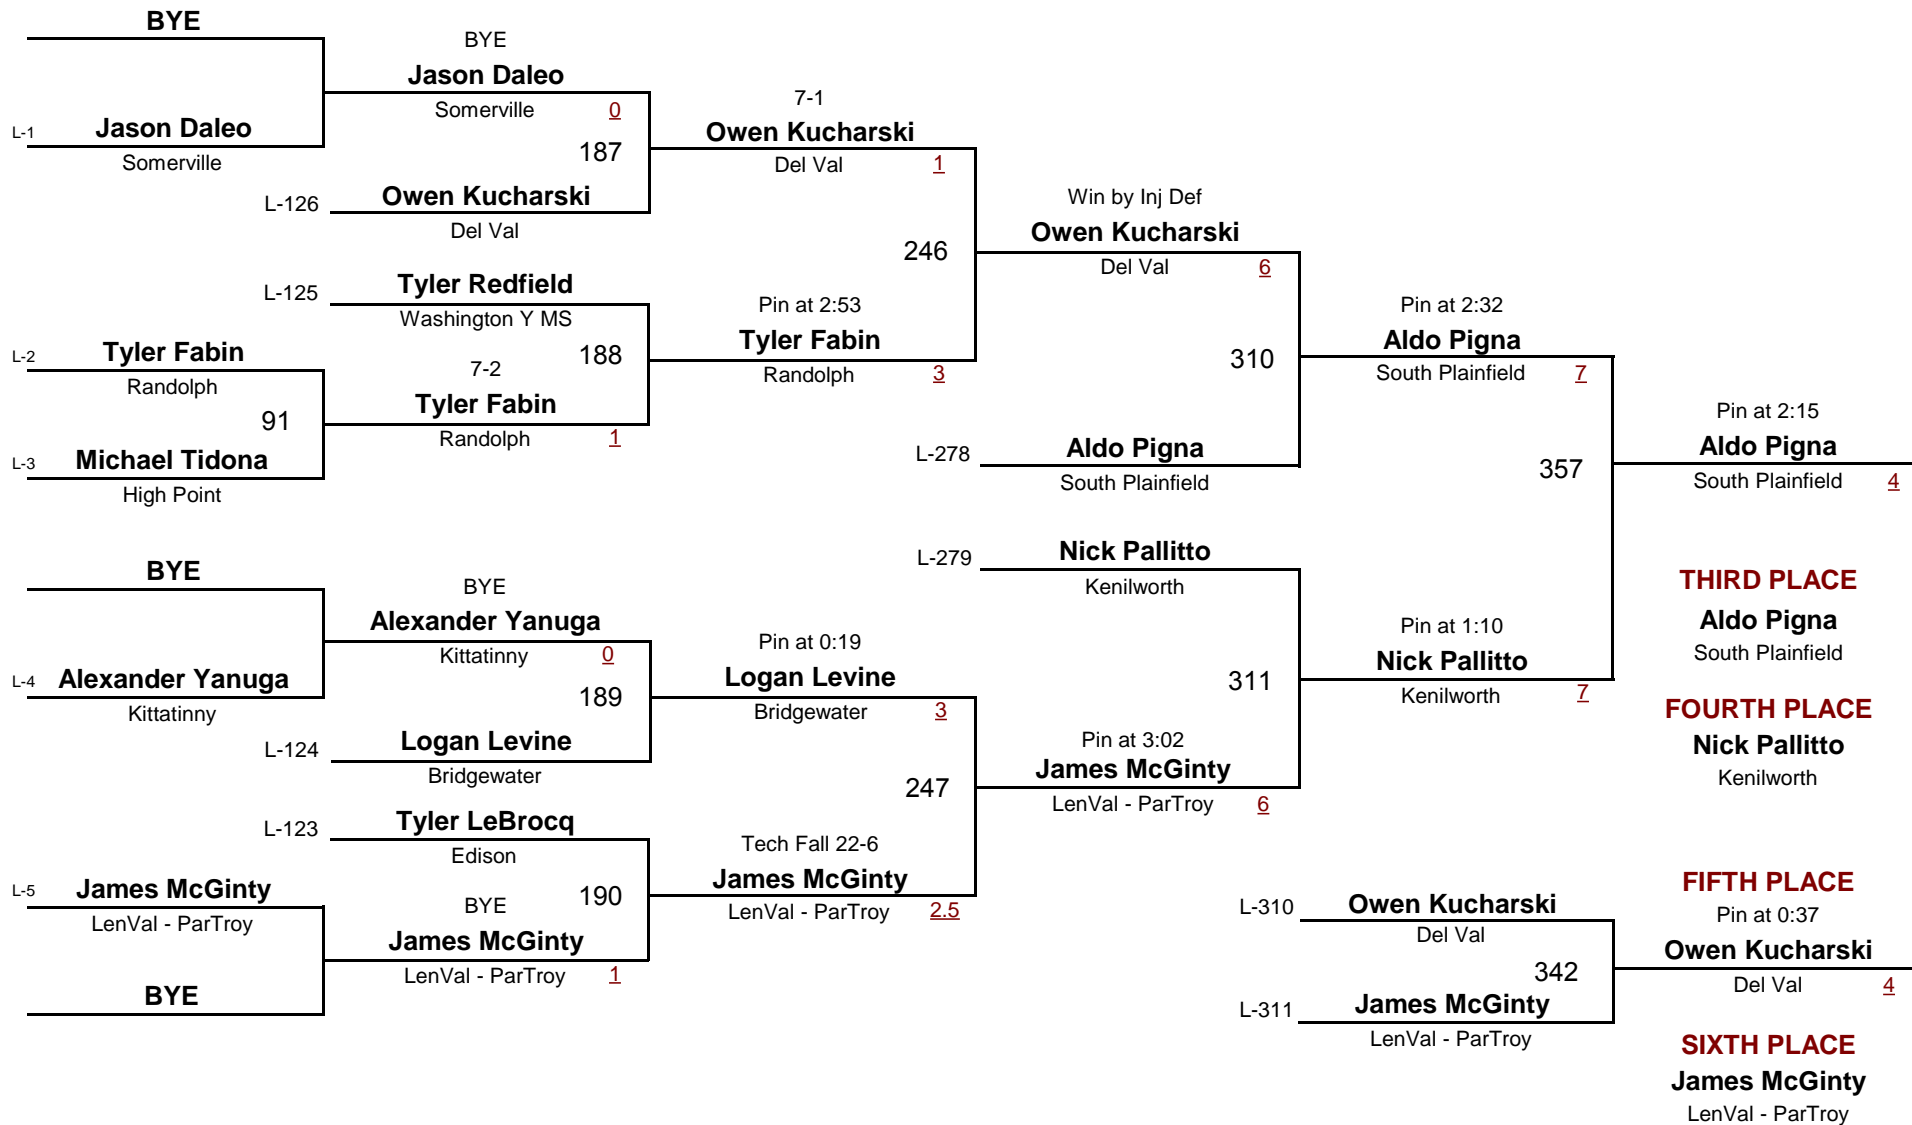 BYE
L-1 Jason Daleo
Somerville
L-2 Tyler Fabin
Randolph
91
L-3 Michael Tidona
High Point
BYE
L-4 Alexander Yanuga
Kittatinny
L-5 James McGinty
LenVal - ParTroy
BYE
BYE
Jason Daleo
Somerville 0
187
L-126 Owen Kucharski
Del Val
L-125 Tyler Redfield
Washington Y MS
188
7-2
Tyler Fabin
Randolph 1
BYE
Alexander Yanuga
Kittatinny 0
189
L-124 Logan Levine
Bridgewater
L-123 Tyler LeBrocq
Edison
190
BYE
James McGinty
LenVal - ParTroy 1
7-1
Owen Kucharski
Del Val 1
246
Pin at 2:53
Tyler Fabin
Randolph 3
Pin at 0:19
Logan Levine
Bridgewater 3
247
Tech Fall 22-6
James McGinty
LenVal - ParTroy 2.5
Win by Inj Def
Owen Kucharski
Del Val 6
310
L-278 Aldo Pigna
South Plainfield
L-279 Nick Pallitto
Kenilworth
311
Pin at 3:02
James McGinty
LenVal - ParTroy 6
Pin at 2:32
Aldo Pigna
South Plainfield 7
357
Pin at 1:10
Nick Pallitto
Kenilworth 7
Pin at 2:15
Aldo Pigna
South Plainfield 4
THIRD PLACE
Aldo Pigna
South Plainfield
FOURTH PLACE
Nick Pallitto
Kenilworth
L-310 Owen Kucharski
Del Val
342
L-311 James McGinty
LenVal - ParTroy
FIFTH PLACE
Pin at 0:37
Owen Kucharski
Del Val 4
SIXTH PLACE
James McGinty
LenVal - ParTroy